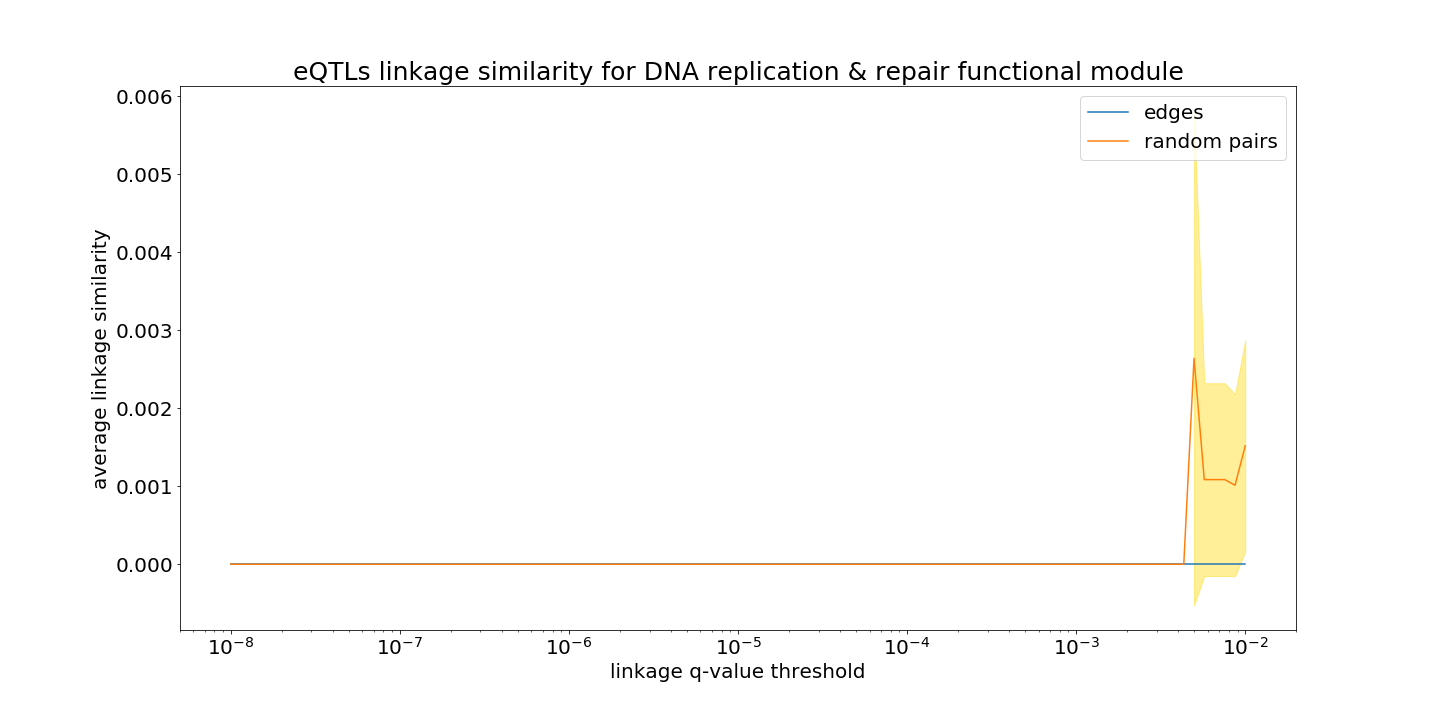 eQTLs linkage similarity for DNA replication & repair functional module
edges
random pairs
0.006
0.005
0.004
0.003
0.002
0.001
0.000
average linkage similarity
10⁻⁸ 10⁻⁷ 10⁻⁶ 10⁻⁵ 10⁻⁴ 10⁻³ 10⁻²
linkage q-value threshold